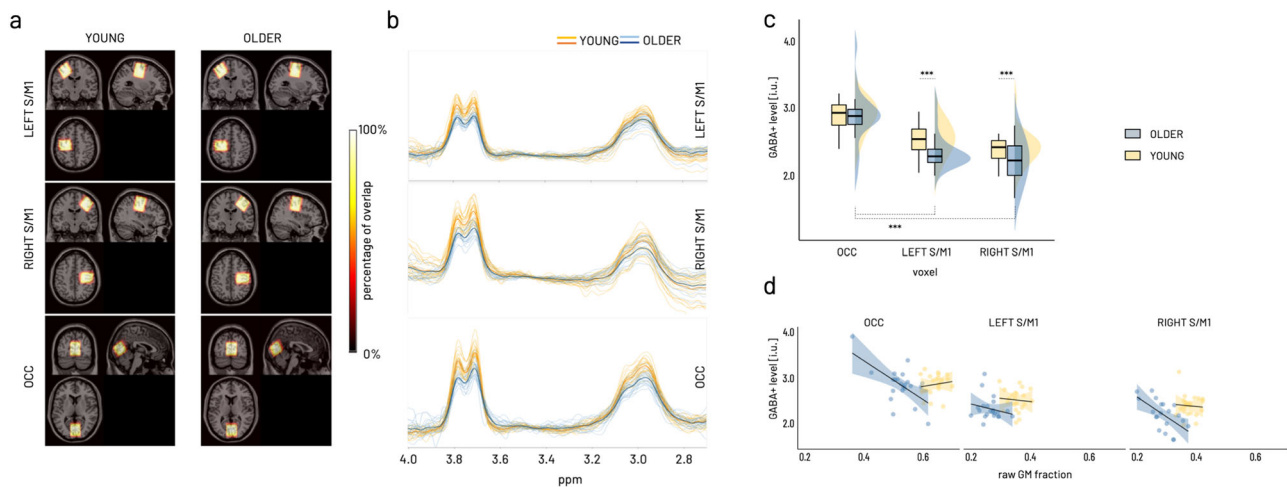 a
YOUNG
OLDER
LEFT S/M1
RIGHT S/M1
OCC
100%
percentage of overlap
0%
b
YOUNG OLDER
LEFT S/M1
RIGHT S/M1
OCC
4.0 3.8 3.6 3.4 3.2 3.0 2.8
ppm
c
GABA+ level [i.u.]
4.0
3.0
2.0
***
***
***
OCC LEFT S/M1 RIGHT S/M1
voxel
OLDER
YOUNG
d
OCC LEFT S/M1 RIGHT S/M1
GABA+ level [i.u.]
4.0
3.0
2.0
0.2 0.4 0.6 0.2 0.4 0.6 0.2 0.4 0.6
raw GM fraction